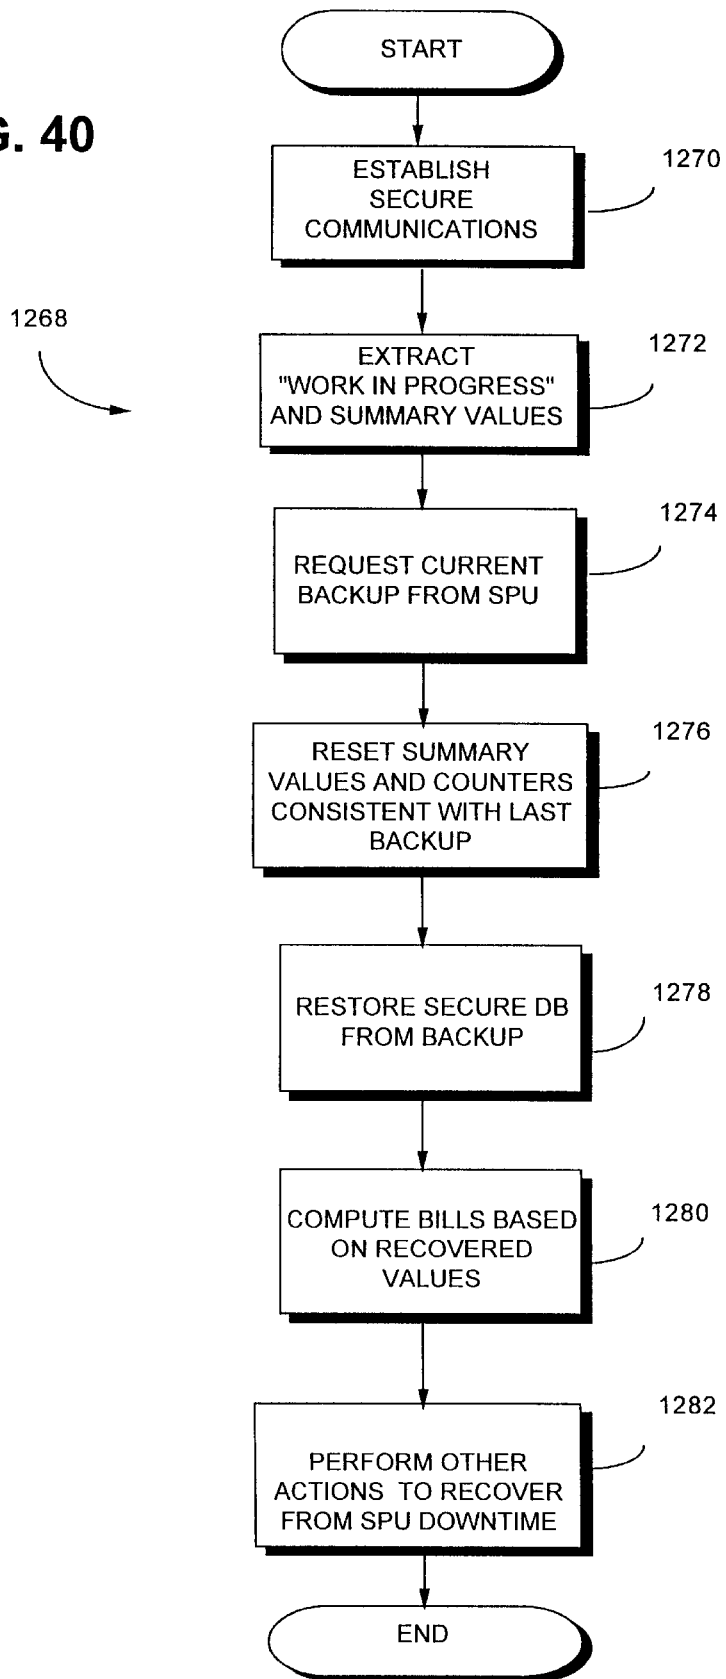 START
G. 40
ESTABLISH
SECURE
COMMUNICATIONS
1270
1268
EXTRACT
"WORK IN PROGRESS"
AND SUMMARY VALUES
1272
REQUEST CURRENT
BACKUP FROM SPU
1274
RESET SUMMARY
VALUES AND COUNTERS
CONSISTENT WITH LAST
BACKUP
1276
RESTORE SECURE DB
FROM BACKUP
1278
COMPUTE BILLS BASED
ON RECOVERED
VALUES
1280
PERFORM OTHER
ACTIONS TO RECOVER
FROM SPU DOWNTIME
1282
END